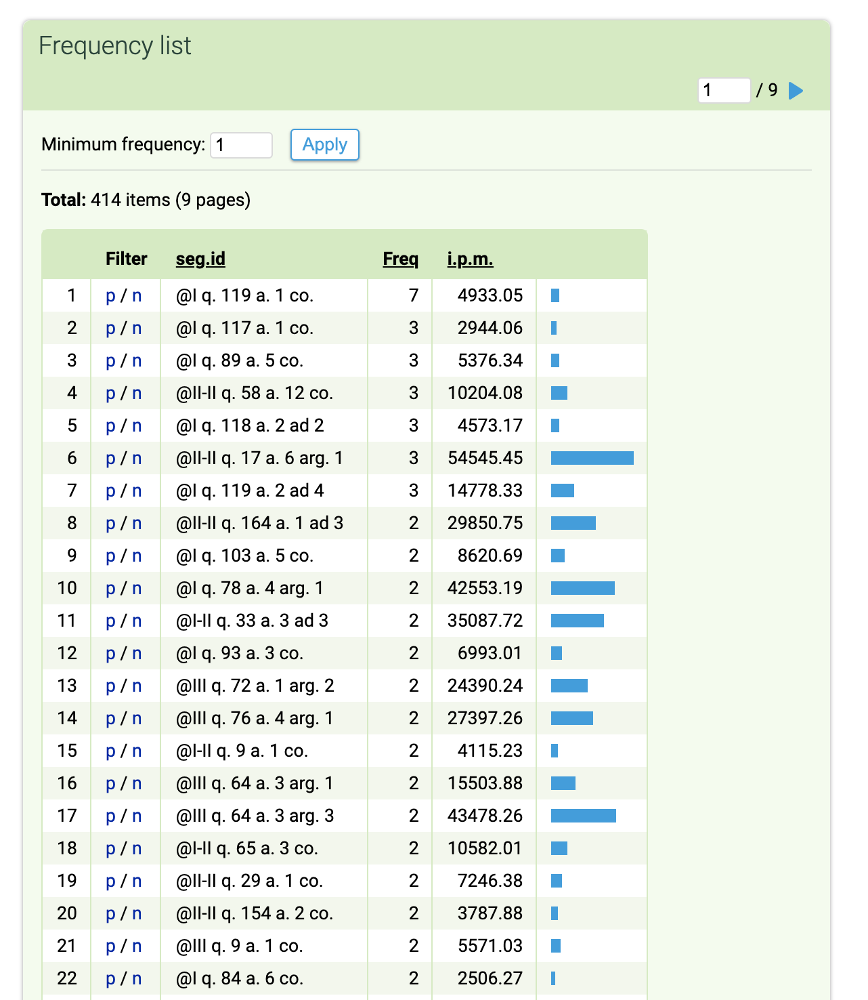 Frequency list
1 / 9
Minimum frequency: 1 Apply
Total: 414 items (9 pages)
Filter seg.id Freq i.p.m.
1 p / n @I q. 119 a. 1 co. 7 4933.05
2 p / n @I q. 117 a. 1 co. 3 2944.06
3 p / n @I q. 89 a. 5 co. 3 5376.34
4 p / n @II-II q. 58 a. 12 co. 3 10204.08
5 p / n @I q. 118 a. 2 ad 2 3 4573.17
6 p / n @II-II q. 17 a. 6 arg. 1 3 54545.45
7 p / n @I q. 119 a. 2 ad 4 3 14778.33
8 p / n @II-II q. 164 a. 1 ad 3 2 29850.75
9 p / n @I q. 103 a. 5 co. 2 8620.69
10 p / n @I q. 78 a. 4 arg. 1 2 42553.19
11 p / n @I-II q. 33 a. 3 ad 3 2 35087.72
12 p / n @I q. 93 a. 3 co. 2 6993.01
13 p / n @III q. 72 a. 1 arg. 2 2 24390.24
14 p / n @III q. 76 a. 4 arg. 1 2 27397.26
15 p / n @I-II q. 9 a. 1 co. 2 4115.23
16 p / n @III q. 64 a. 3 arg. 1 2 15503.88
17 p / n @III q. 64 a. 3 arg. 3 2 43478.26
18 p / n @I-II q. 65 a. 3 co. 2 10582.01
19 p / n @II-II q. 29 a. 1 co. 2 7246.38
20 p / n @II-II q. 154 a. 2 co. 2 3787.88
21 p / n @III q. 9 a. 1 co. 2 5571.03
22 p / n @I q. 84 a. 6 co. 2 2506.27